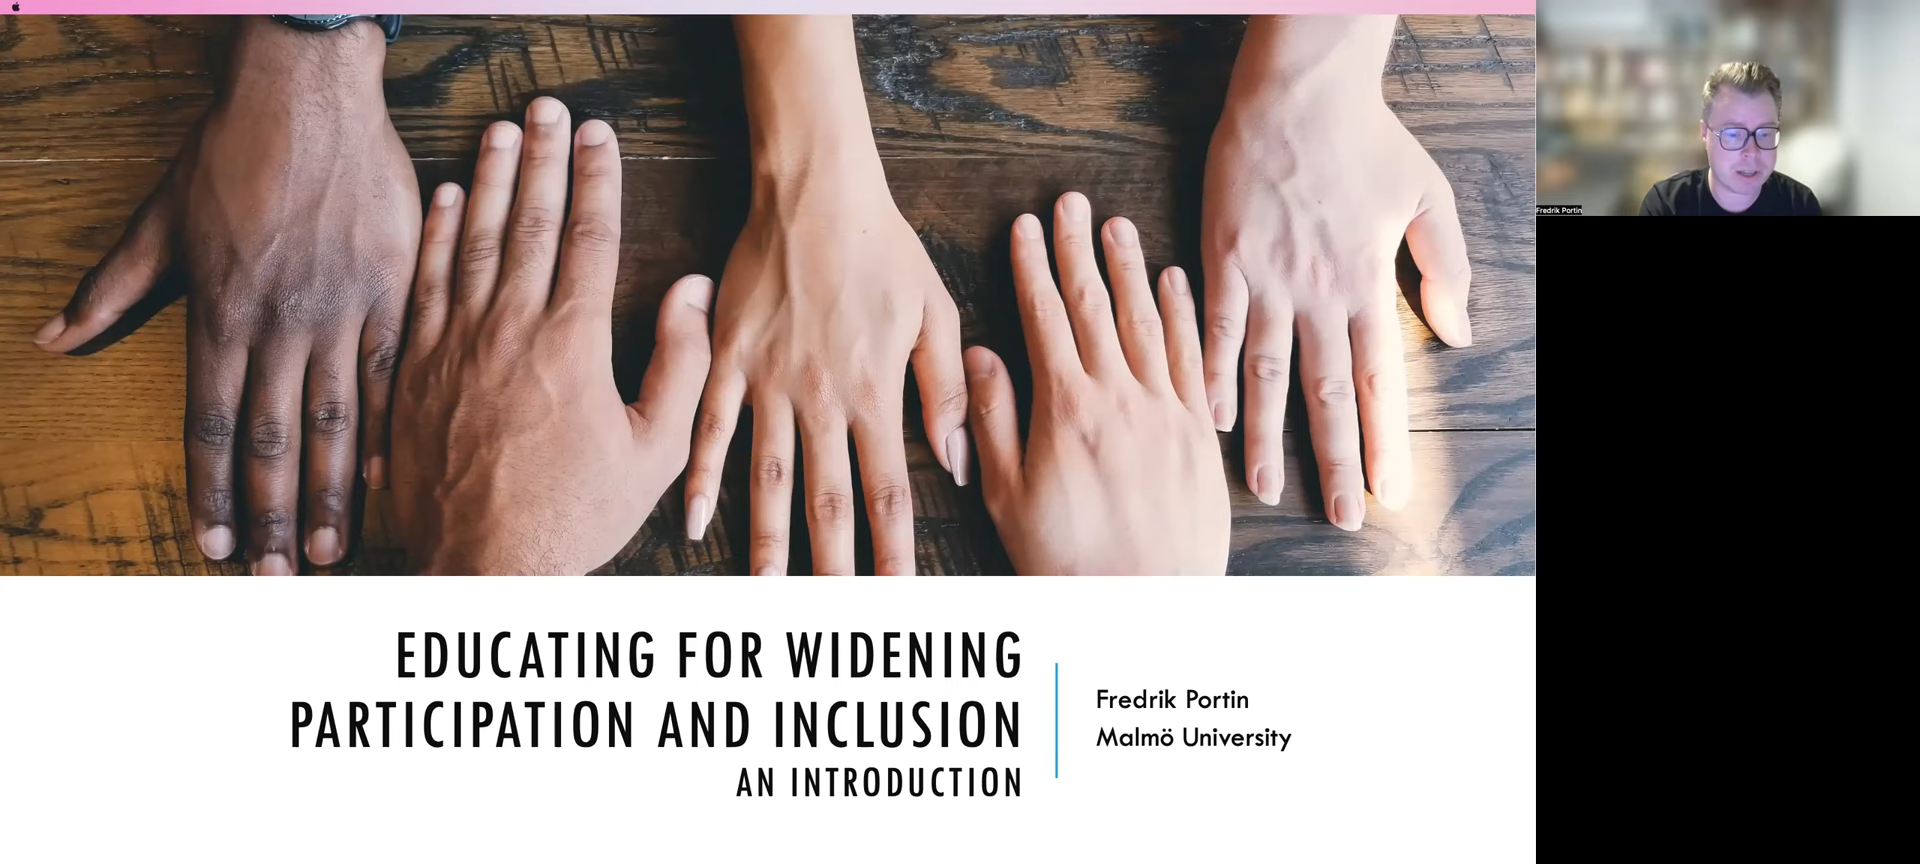 EDUCATING FOR WIDENING
PARTICIPATION AND INCLUSION
AN INTRODUCTION
Fredrik Portin
Malmö University
Fredrik Portin